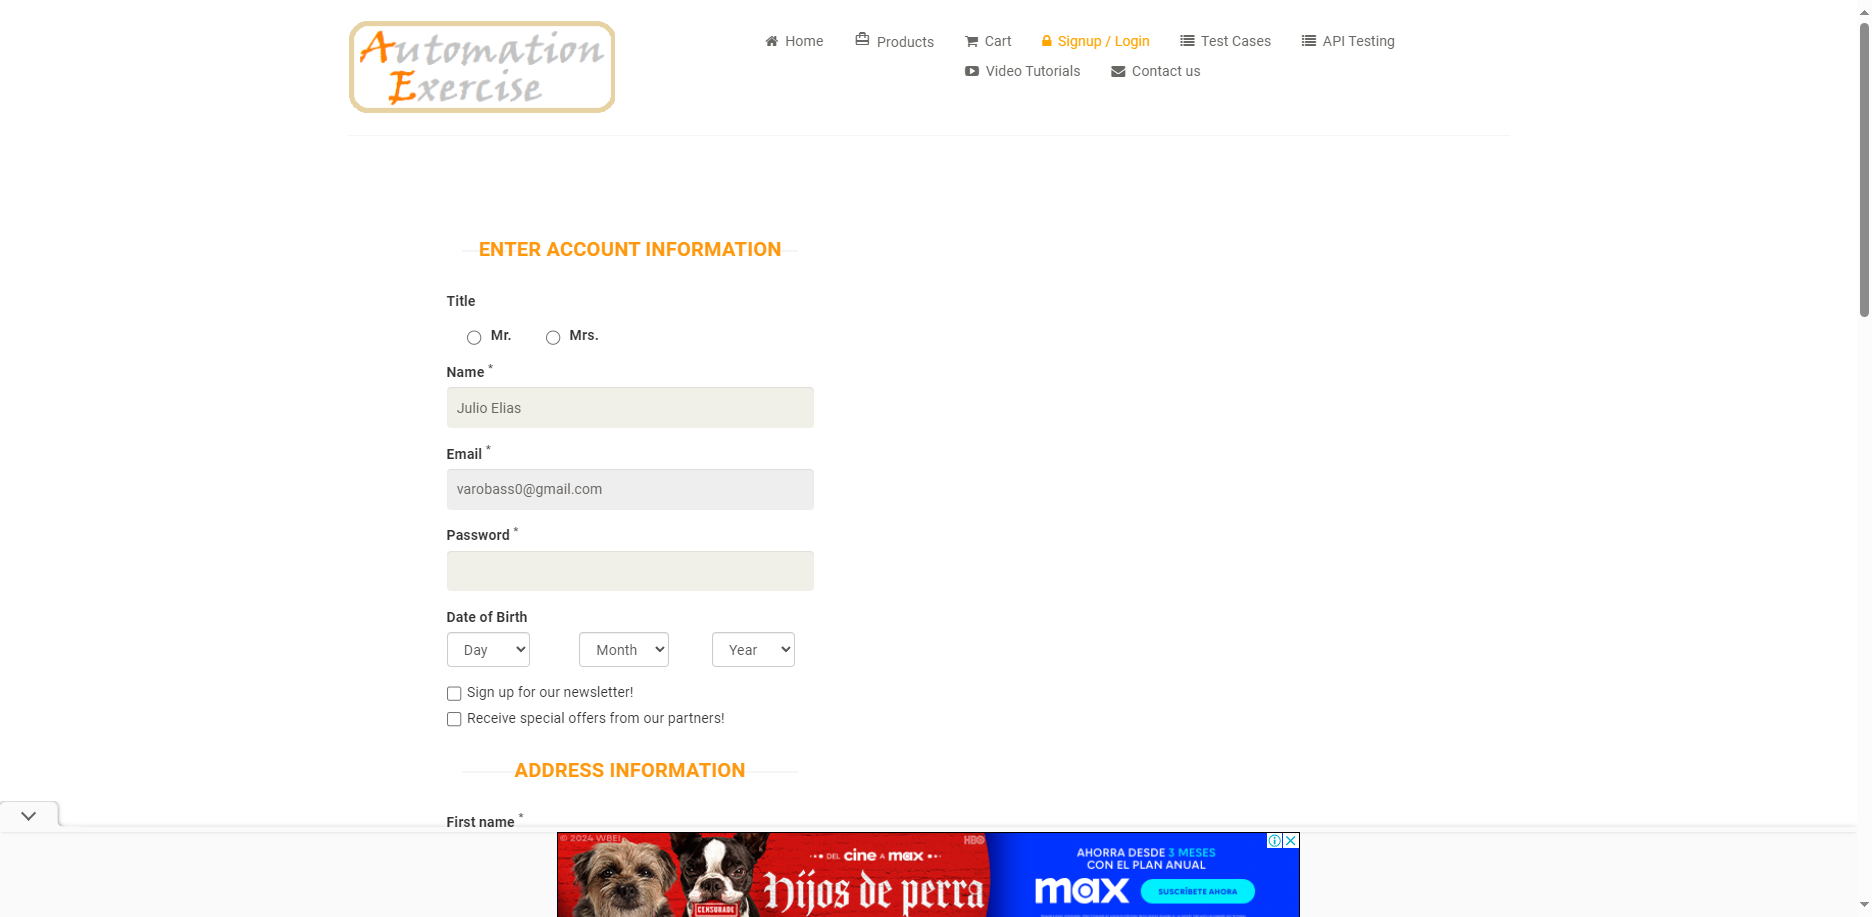 Automation
Exercise
Home
Products
Cart
Signup / Login
Test Cases
API Testing
Video Tutorials
Contact us
ENTER ACCOUNT INFORMATION
Title
Mr.
Mrs.
Name *
Julio Elias
Email *
varobass0@gmail.com
Password *
Date of Birth
Day
Month
Year
Sign up for our newsletter!
Receive special offers from our partners!
ADDRESS INFORMATION
First name *
© 2024 WBEI
HBO
DEL cine A max
Hijos de perra
CENSURADO
AHORRA DESDE 3 MESES
CON EL PLAN ANUAL
max
SUSCRÍBETE AHORA